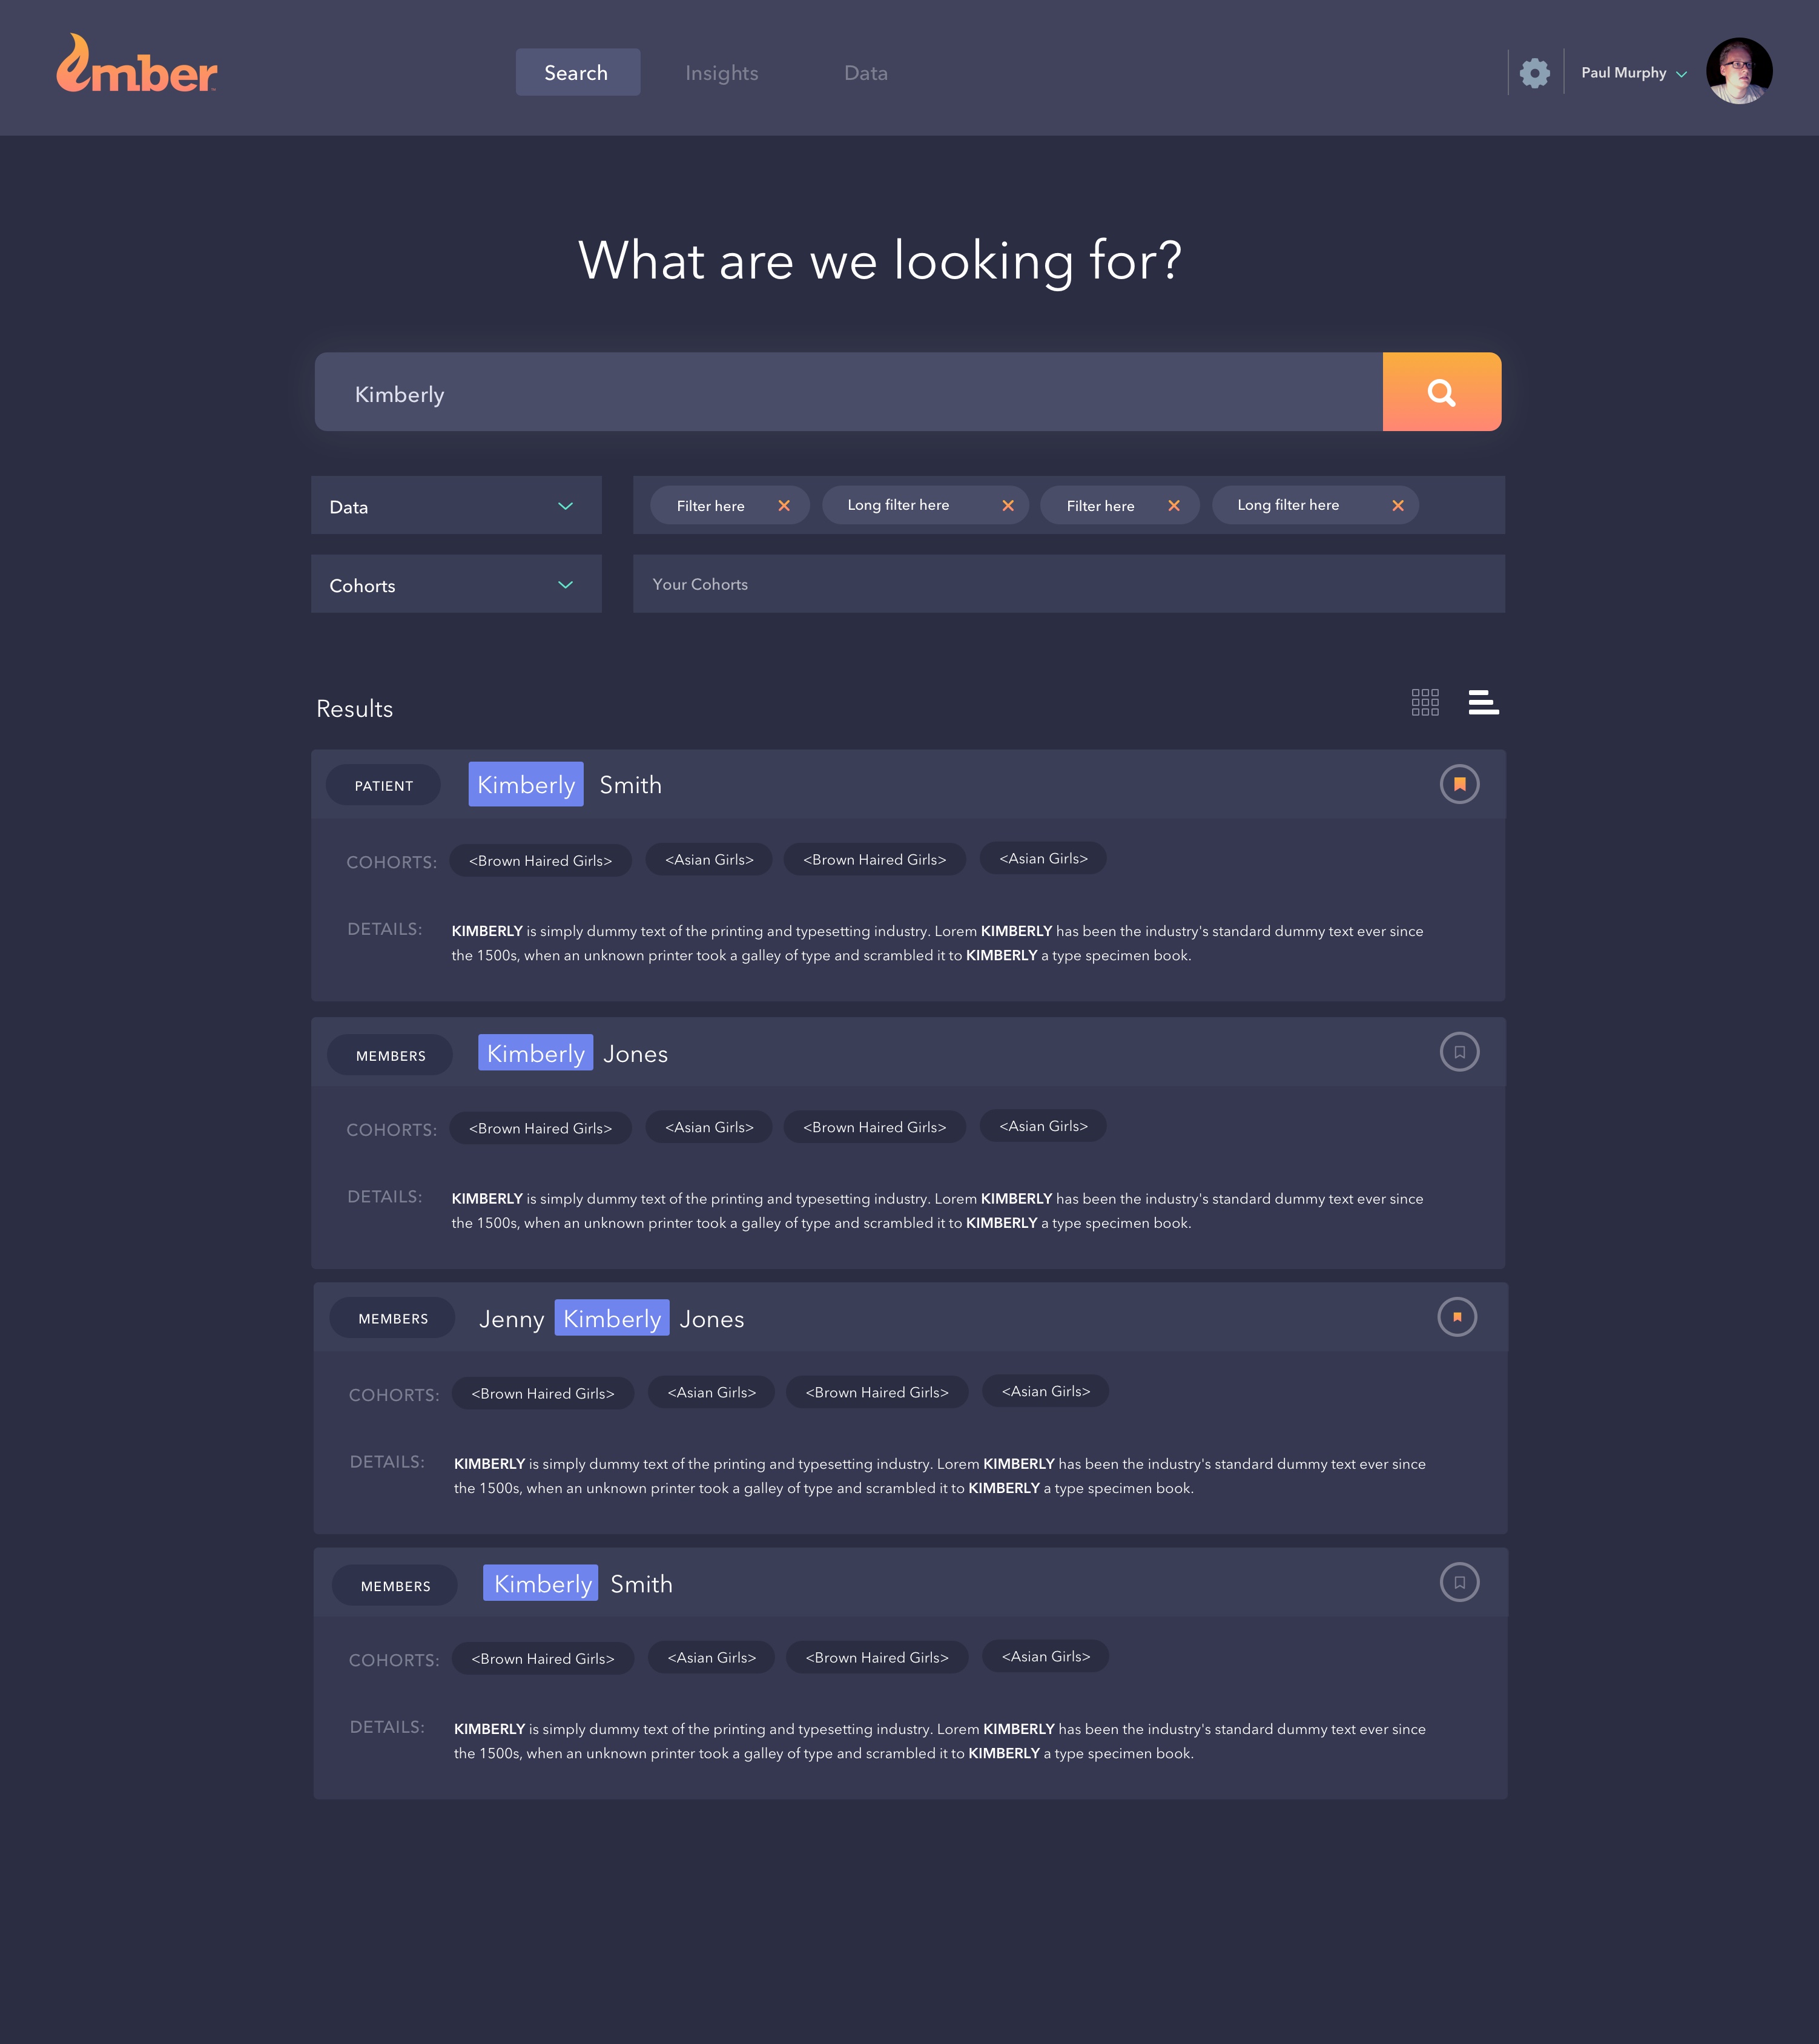 ember
Search Insights Data
Paul Murphy
What are we looking for?
Kimberly
Data
Filter here
Long filter here
Filter here
Long filter here
Cohorts
Your Cohorts
Results
PATIENT
Kimberly Smith
COHORTS: <Brown Haired Girls> <Asian Girls> <Brown Haired Girls> <Asian Girls>
DETAILS: KIMBERLY is simply dummy text of the printing and typesetting industry. Lorem KIMBERLY has been the industry's standard dummy text ever since
the 1500s, when an unknown printer took a galley of type and scrambled it to KIMBERLY a type specimen book.
MEMBERS
Kimberly Jones
COHORTS: <Brown Haired Girls> <Asian Girls> <Brown Haired Girls> <Asian Girls>
DETAILS: KIMBERLY is simply dummy text of the printing and typesetting industry. Lorem KIMBERLY has been the industry's standard dummy text ever since
the 1500s, when an unknown printer took a galley of type and scrambled it to KIMBERLY a type specimen book.
MEMBERS
Jenny Kimberly Jones
COHORTS: <Brown Haired Girls> <Asian Girls> <Brown Haired Girls> <Asian Girls>
DETAILS: KIMBERLY is simply dummy text of the printing and typesetting industry. Lorem KIMBERLY has been the industry's standard dummy text ever since
the 1500s, when an unknown printer took a galley of type and scrambled it to KIMBERLY a type specimen book.
MEMBERS
Kimberly Smith
COHORTS: <Brown Haired Girls> <Asian Girls> <Brown Haired Girls> <Asian Girls>
DETAILS: KIMBERLY is simply dummy text of the printing and typesetting industry. Lorem KIMBERLY has been the industry's standard dummy text ever since
the 1500s, when an unknown printer took a galley of type and scrambled it to KIMBERLY a type specimen book.